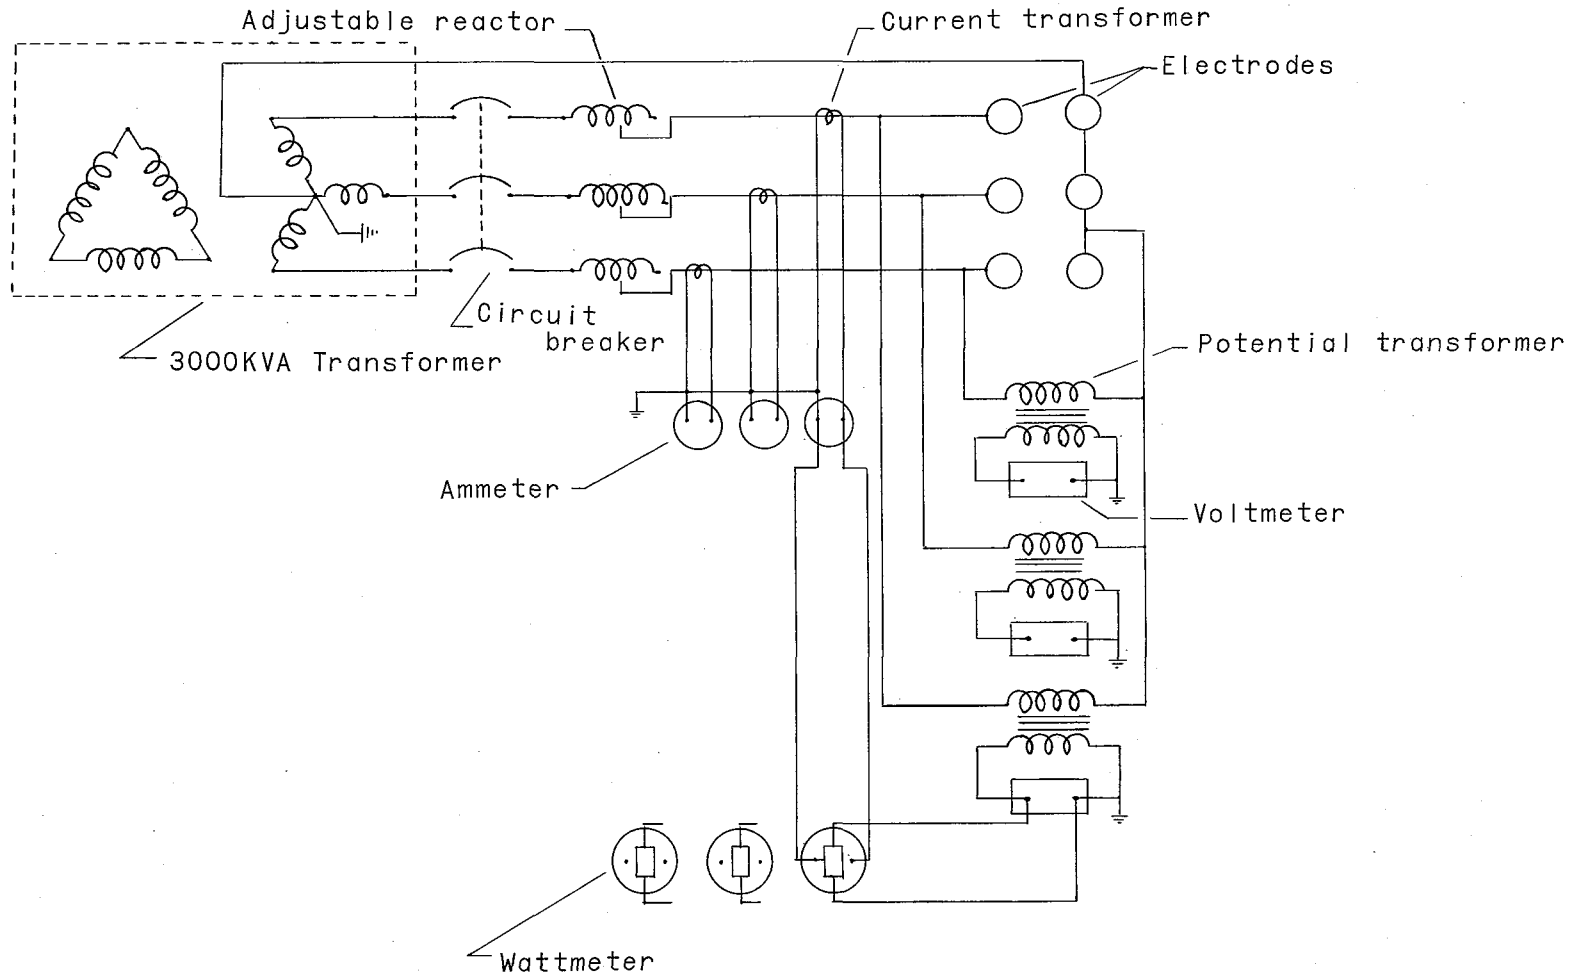 Adjustable reactor
Current transformer
Electrodes
Circuit
breaker
3000KVA Transformer
Potential transformer
Ammeter
Voltmeter
Wattmeter